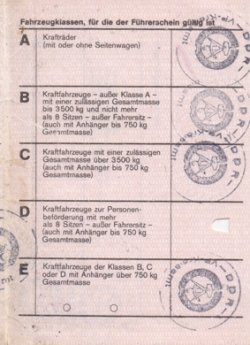 Fahrzeugklassen, für die der Führerschein gültig ist
A
Krafträder
(mit oder ohne Seitenwagen)
B
Kraftfahrzeuge – außer Klasse A –
mit einer zulässigen Gesamtmasse
bis 3500 kg und nicht mehr
als 8 Sitzen – außer Fahrersitz –
(auch mit Anhänger bis 750 kg
Gesamtmasse)
C
Kraftfahrzeuge mit einer zulässigen
Gesamtmasse über 3500 kg
(auch mit Anhänger bis 750 kg
Gesamtmasse)
D
Kraftfahrzeuge zur Personen-
beförderung mit mehr
als 8 Sitzen – außer Fahrersitz –
(auch mit Anhänger bis 750 kg
Gesamtmasse)
E
Kraftfahrzeuge der Klassen B, C
oder D mit Anhänger über 750 kg
Gesamtmasse